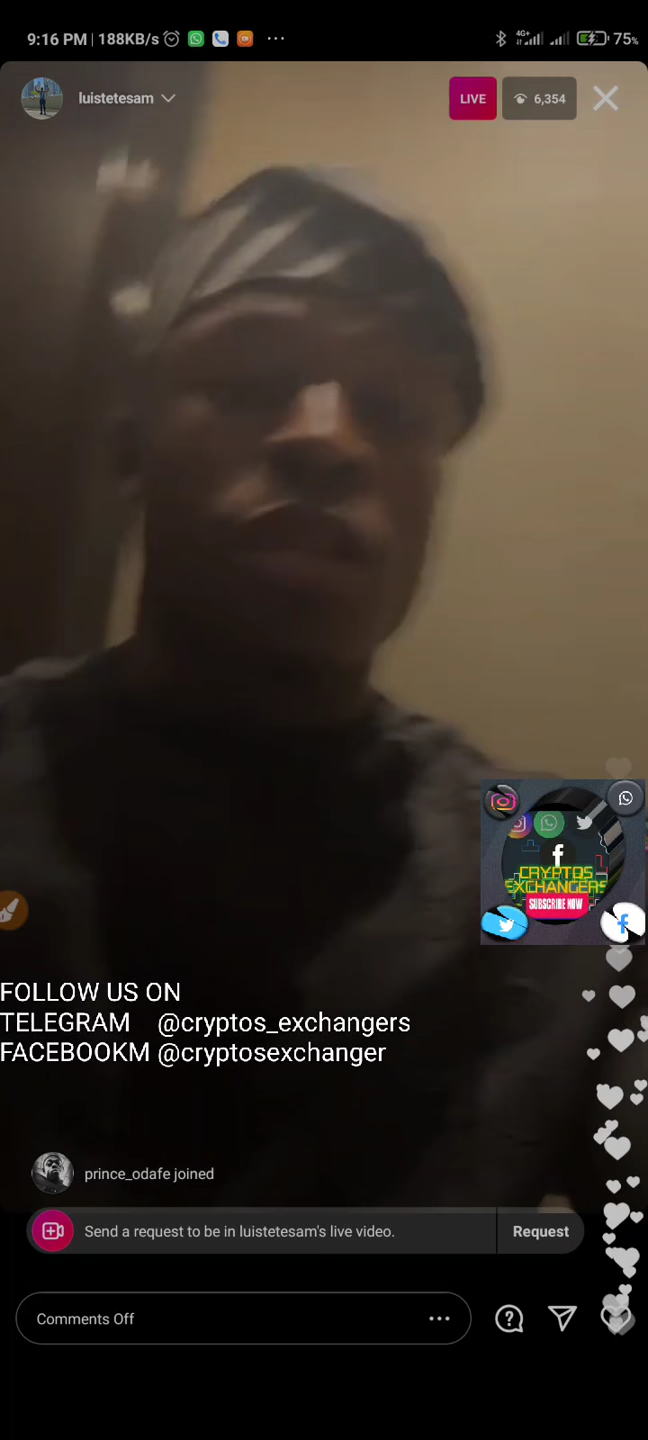 9:16 PM | 188KB/s
4G+
75%
luistetesam
LIVE
6,354
CRYPTOS
EXCHANGERS
SUBSCRIBE NOW
FOLLOW US ON
TELEGRAM @cryptos_exchangers
FACEBOOKM @cryptosexchanger
prince_odafe joined
Send a request to be in luistetesam's live video.
Request
Comments Off